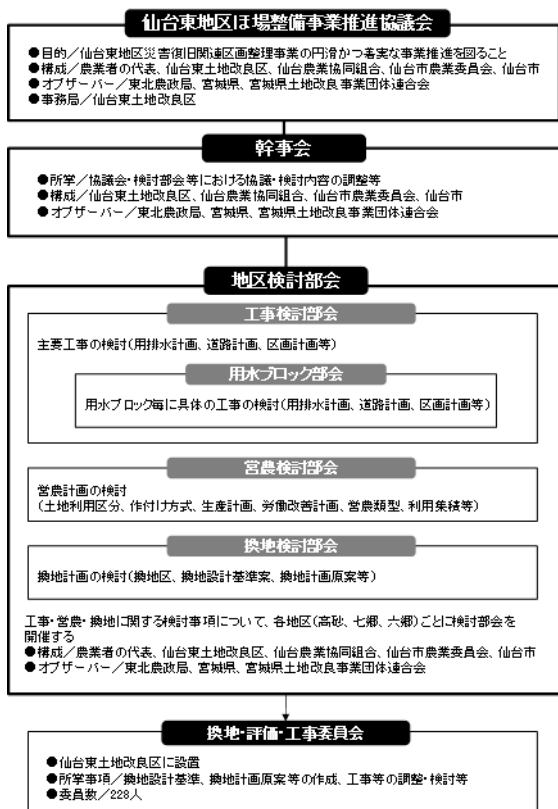 仙台東地区ほ場整備事業推進協議会
●目的／仙台東地区災害復旧関連区画整理事業の円滑かつ着実な事業推進を図ること
●構成／農業者の代表、仙台東土地改良区、仙台農業協同組合、仙台市農業委員会、仙台市
●オブザーバー／東北農政局、宮城県、宮城県土地改良事業団体連合会
●事務局／仙台東土地改良区
幹事会
●所掌／協議会・検討部会等における協議・検討内容の調整等
●構成／仙台東土地改良区、仙台農業協同組合、仙台市農業委員会、仙台市
●オブザーバー／東北農政局、宮城県、宮城県土地改良事業団体連合会
地区検討部会
工事検討部会
主要工事の検討（用排水計画、道路計画、区画計画等）
用水ブロック部会
用水ブロック毎に具体の工事の検討（用排水計画、道路計画、区画計画等）
営農検討部会
営農計画の検討
（土地利用区分、作付け方式、生産計画、労働改善計画、営農類型、利用集積等）
換地検討部会
換地計画の検討（換地区、換地設計基準案、換地計画原案等）
工事・営農・換地に関する検討事項について、各地区（高砂、七郷、六郷）ごとに検討部会を
開催する
●構成／農業者の代表、仙台東土地改良区、仙台農業協同組合、仙台市農業委員会、仙台市
●オブザーバー／東北農政局、宮城県、宮城県土地改良事業団体連合会
換地・評価・工事委員会
●仙台東土地改良区に設置
●所掌事項／換地設計基準、換地計画原案等の作成、工事等の調整・検討等
●委員数／228人